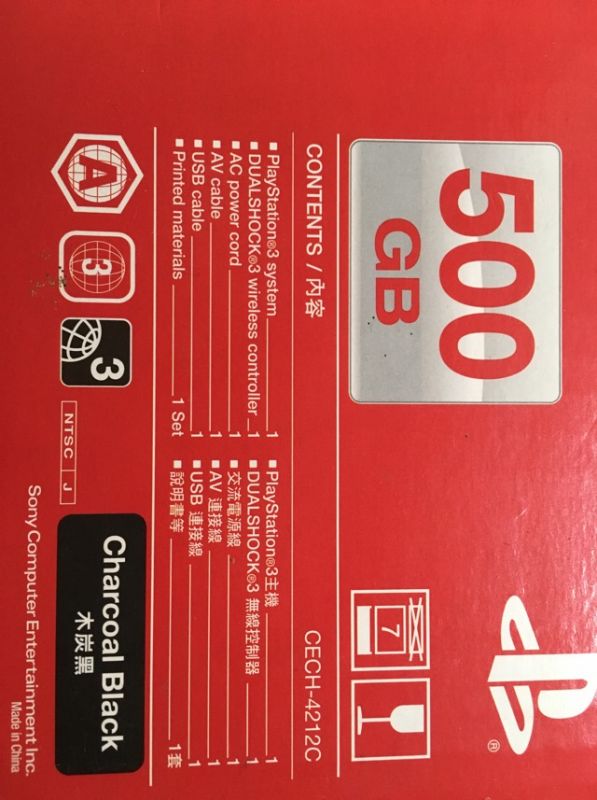 500
GB
®
7
CONTENTS / 內容
CECH-4212C
■ PlayStation®3 system 1
■ DUALSHOCK®3 wireless controller 1
■ AC power cord 1
■ AV cable 1
■ USB cable 1
■ Printed materials 1 Set
■ PlayStation®3主機 1
■ DUALSHOCK®3 無線控制器 1
■ 交流電源線 1
■ AV 連接線 1
■ USB 連接線 1
■ 說明書等 1套
A
3
3
NTSC J
Charcoal Black
木炭黑
Sony Computer Entertainment Inc.
Made in China